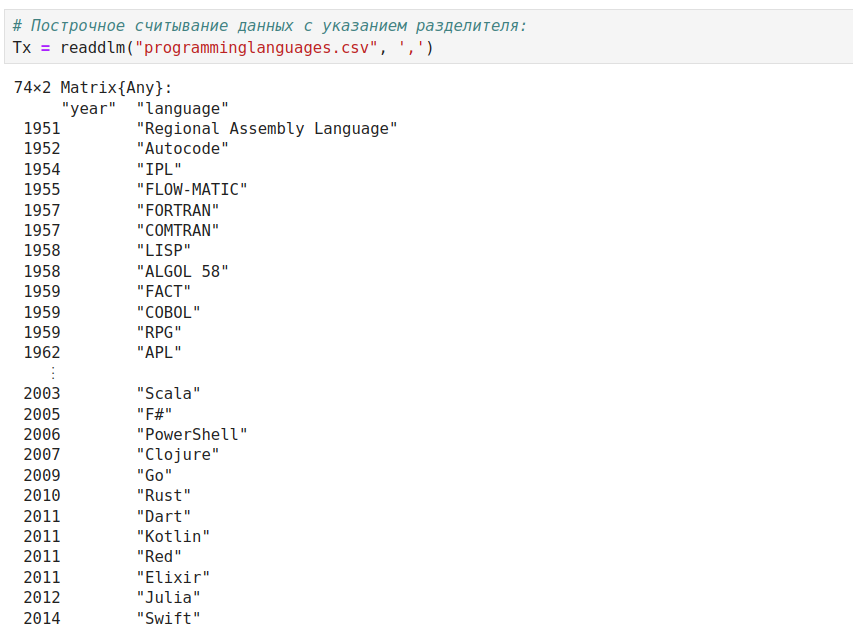 # Построчное считывание данных с указанием разделителя:
Tx = readdlm("programminglanguages.csv", ',')
74×2 Matrix{Any}:
"year" "language"
1951 "Regional Assembly Language"
1952 "Autocode"
1954 "IPL"
1955 "FLOW-MATIC"
1957 "FORTRAN"
1957 "COMTRAN"
1958 "LISP"
1958 "ALGOL 58"
1959 "FACT"
1959 "COBOL"
1959 "RPG"
1962 "APL"
⋮
2003 "Scala"
2005 "F#"
2006 "PowerShell"
2007 "Clojure"
2009 "Go"
2010 "Rust"
2011 "Dart"
2011 "Kotlin"
2011 "Red"
2011 "Elixir"
2012 "Julia"
2014 "Swift"